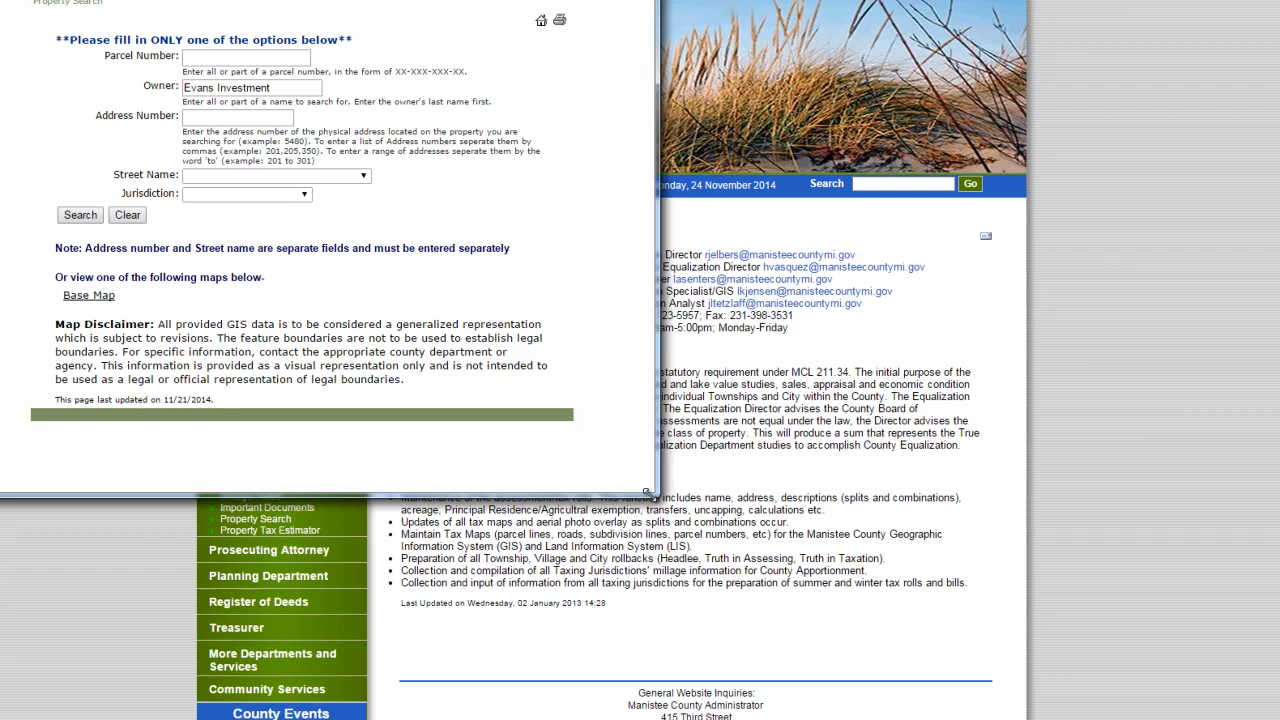 Property Search
**Please fill in ONLY one of the options below**
Parcel Number:
Enter all or part of a parcel number, in the form of XX-XXX-XXX-XX.
Owner: Evans Investment
Enter all or part of a name to search for. Enter the owner's last name first.
Address Number:
Enter the address number of the physical address located on the property you are
searching for (example: 5480). To enter a list of Address numbers seperate them by
commas (example: 201,205,350). To enter a range of addresses seperate them by the
word 'to' (example: 201 to 301)
Street Name:
Jurisdiction:
Search Clear
Note: Address number and Street name are separate fields and must be entered separately
Or view one of the following maps below-
Base Map
Map Disclaimer: All provided GIS data is to be considered a generalized representation
which is subject to revisions. The feature boundaries are not to be used to establish legal
boundaries. For specific information, contact the appropriate county department or
agency. This information is provided as a visual representation only and is not intended to
be used as a legal or official representation of legal boundaries.
This page last updated on 11/21/2014.
onday, 24 November 2014 Search Go
Director rjelbers@manisteecountymi.gov
Equalization Director hvasquez@manisteecountymi.gov
er lasenters@manisteecountymi.gov
Specialist/GIS lkjensen@manisteecountymi.gov
n Analyst jltetzlaff@manisteecountymi.gov
723-5957; Fax: 231-398-3531
am-5:00pm; Monday-Friday
statutory requirement under MCL 211.34. The initial purpose of the
d and lake value studies, sales, appraisal and economic condition
individual Townships and City within the County. The Equalization
The Equalization Director advises the County Board of
assessments are not equal under the law, the Director advises the
e class of property. This will produce a sum that represents the True
alization Department studies to accomplish County Equalization.
includes name, address, descriptions (splits and combinations),
acreage, Principal Residence/Agricultral exemption, transfers, uncapping, calculations etc.
Updates of all tax maps and aerial photo overlay as splits and combinations occur.
Maintain Tax Maps (parcel lines, roads, subdivision lines, parcel numbers, etc) for the Manistee County Geographic
Information System (GIS) and Land Information System (LIS).
Preparation of all Township, Village and City rollbacks (Headlee, Truth in Assessing, Truth in Taxation).
Collection and compilation of all Taxing Jurisdictions' millage information for County Apportionment.
Collection and input of information from all taxing jurisdictions for the preparation of summer and winter tax rolls and bills.
Last Updated on Wednesday, 02 January 2013 14:28
Important Documents
Property Search
Property Tax Estimator
Prosecuting Attorney
Planning Department
Register of Deeds
Treasurer
More Departments and
Services
Community Services
County Events
General Website Inquiries:
Manistee County Administrator
415 Third Street